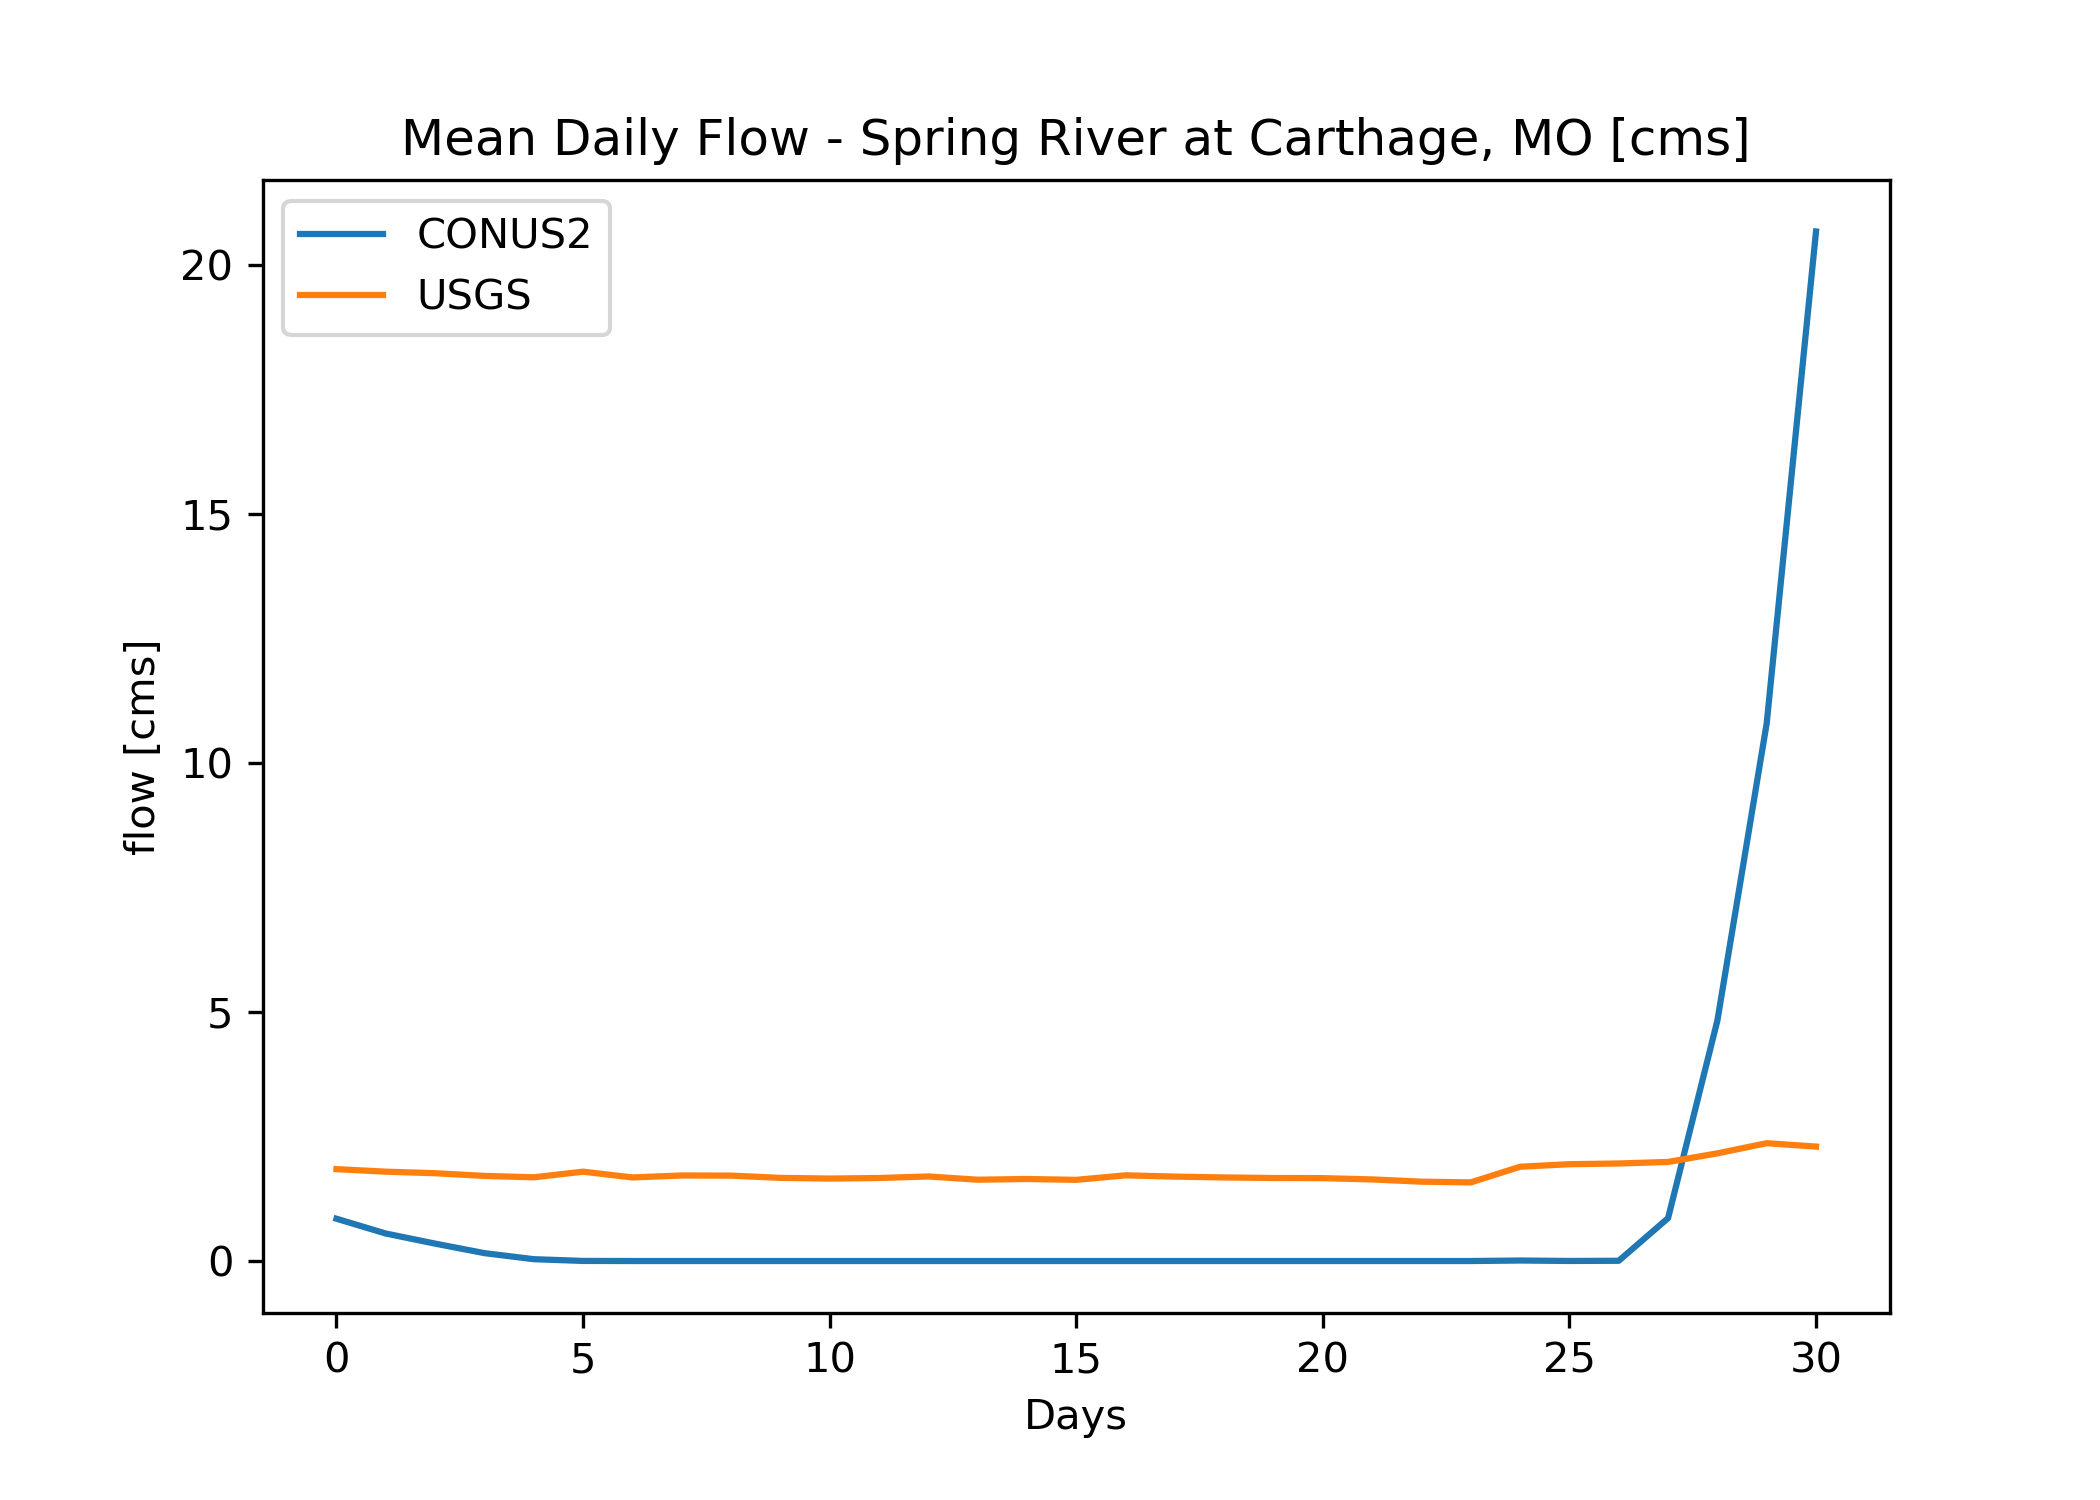 Mean Daily Flow - Spring River at Carthage, MO [cms]
CONUS2
USGS
20
15
10
5
0
flow [cms]
0 5 10 15 20 25 30
Days